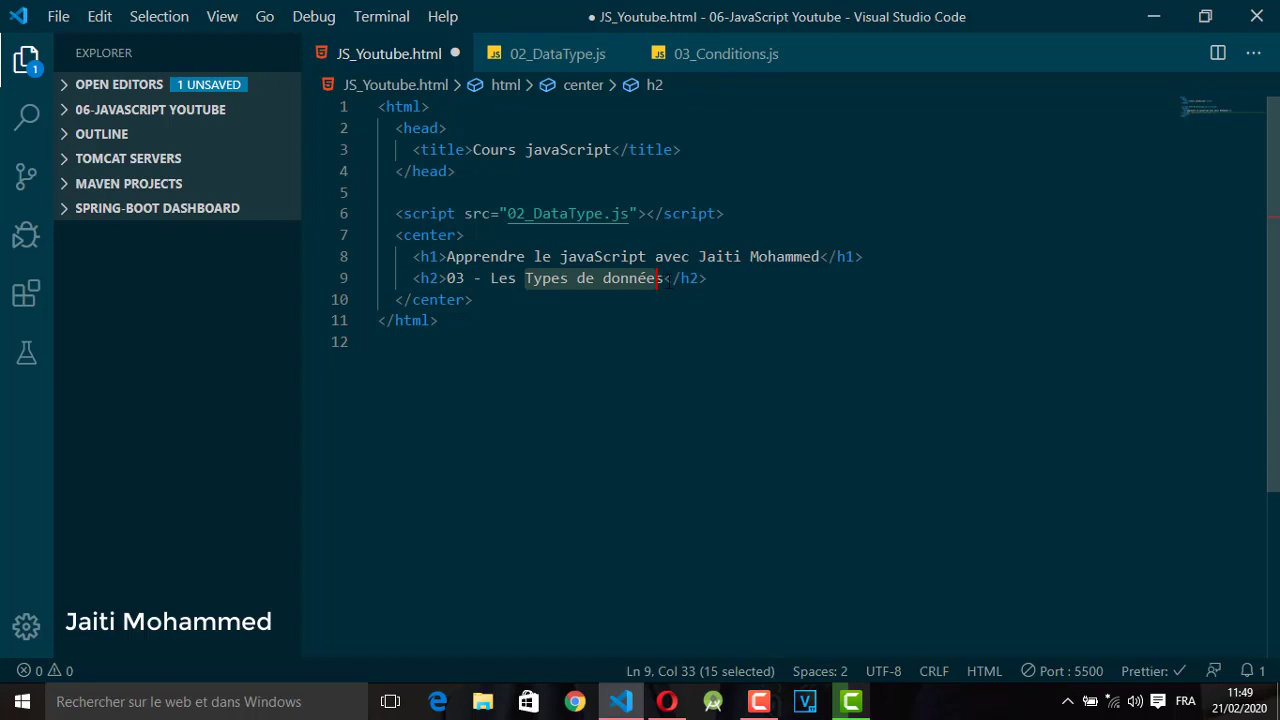 File Edit Selection View Go Debug Terminal Help
● JS_Youtube.html - 06-JavaScript Youtube - Visual Studio Code
EXPLORER
OPEN EDITORS 1 UNSAVED
06-JAVASCRIPT YOUTUBE
OUTLINE
TOMCAT SERVERS
MAVEN PROJECTS
SPRING-BOOT DASHBOARD
1
JS_Youtube.html ● JS 02_DataType.js JS 03_Conditions.js
JS_Youtube.html > html > center > h2
1 <html>
2 <head>
3 <title>Cours javaScript</title>
4 </head>
5
6 <script src="02_DataType.js"></script>
7 <center>
8 <h1>Apprendre le javaScript avec Jaiti Mohammed</h1>
9 <h2>03 - Les Types de données</h2>
10 </center>
11 </html>
12
Jaiti Mohammed
0 0 Ln 9, Col 33 (15 selected) Spaces: 2 UTF-8 CRLF HTML Port : 5500 Prettier: ✓ 1
Rechercher sur le web et dans Windows
FRA
11:49
21/02/2020